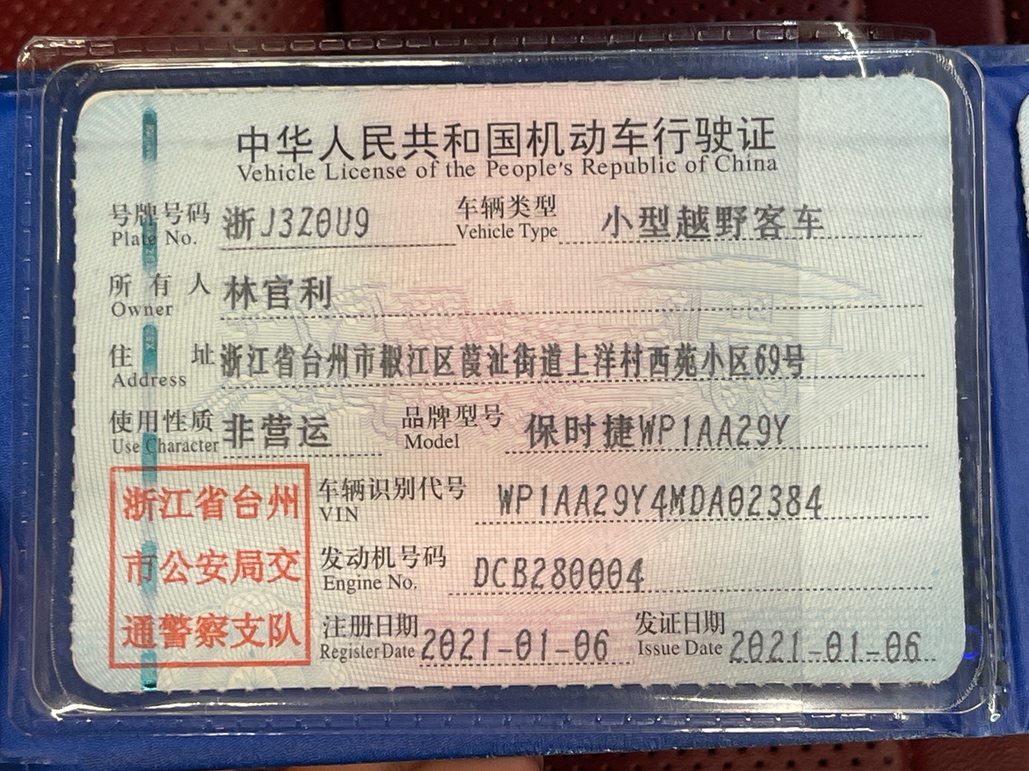 中华人民共和国机动车行驶证
Vehicle License of the People's Republic of China
号牌号码 浙J3Z0U9 车辆类型 小型越野客车
Plate No. Vehicle Type
所有人 林官利
Owner
住址 浙江省台州市椒江区葭沚街道上洋村西苑小区69号
Address
使用性质 非营运 品牌型号 保时捷WP1AA29Y
Use Character Model
浙江省台州
市公安局交
通警察支队
车辆识别代号 WP1AA29Y4MDA02384
VIN
发动机号码 DCB280004
Engine No.
注册日期 2021-01-06 发证日期 2021-01-06
Register Date Issue Date